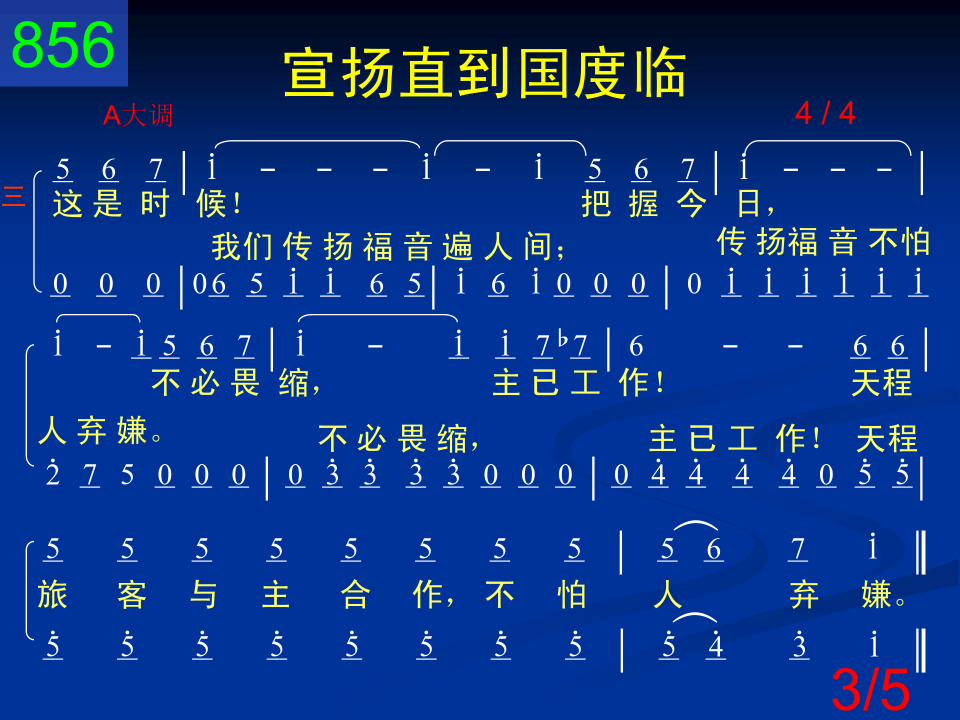 856
宣扬直到国度临
A大调
4 / 4
三
5 6 7 | i - - - i - i 5 6 7 | i - - - |
这是时候！ 把握今日，
我们传扬福音遍人间； 传扬福音不怕
0 0 0 | 0 6 5 i i 6 5 | i 6 i 0 0 0 | 0 i i i i i i
i - i 5 6 7 | i - i i 7 ♭7 | 6 - - 6 6 |
不必畏缩， 主已工作！ 天程
人弃嫌。 不必畏缩， 主已工作！ 天程
2 7 5 0 0 0 | 0 3 3 3 3 0 0 0 | 0 4 4 4 4 0 5 5 |
5 5 5 5 5 5 5 5 | 5 6 7 i ‖
旅客与主合作，不怕人弃嫌。
5 5 5 5 5 5 5 5 | 5 4 3 i ‖
3/5